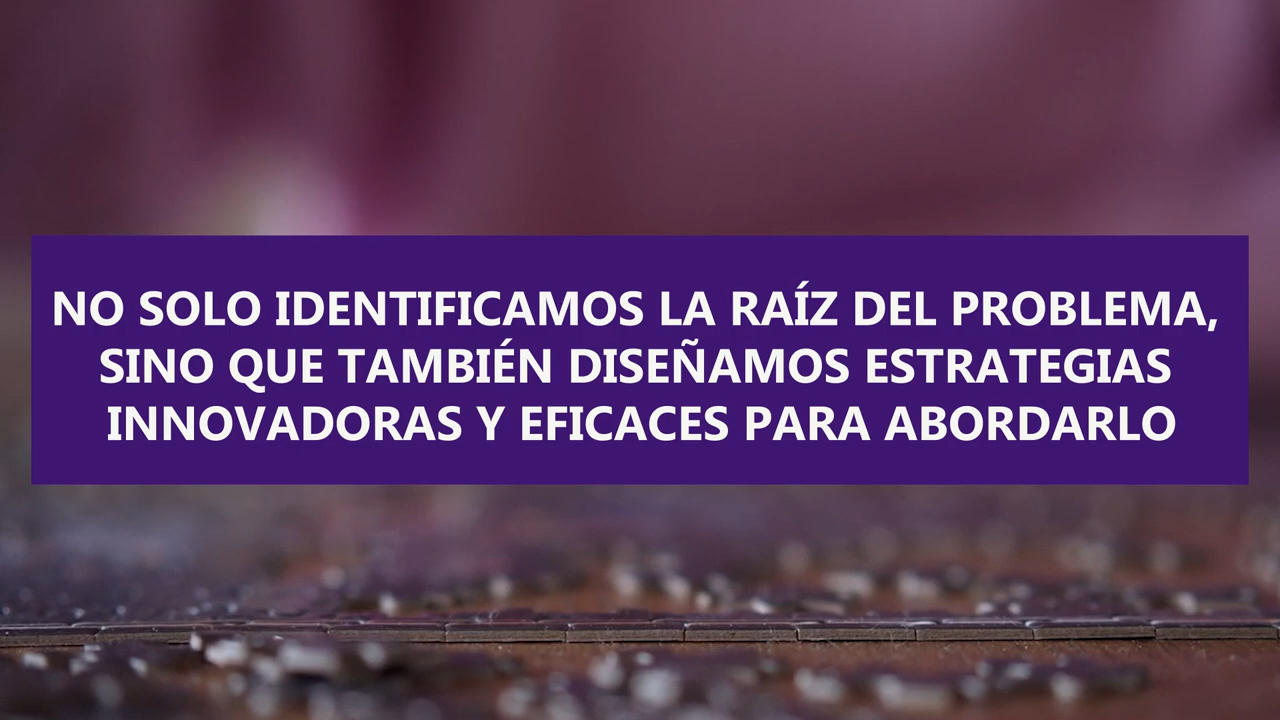 NO SOLO IDENTIFICAMOS LA RAÍZ DEL PROBLEMA,
SINO QUE TAMBIÉN DISEÑAMOS ESTRATEGIAS
INNOVADORAS Y EFICACES PARA ABORDARLO